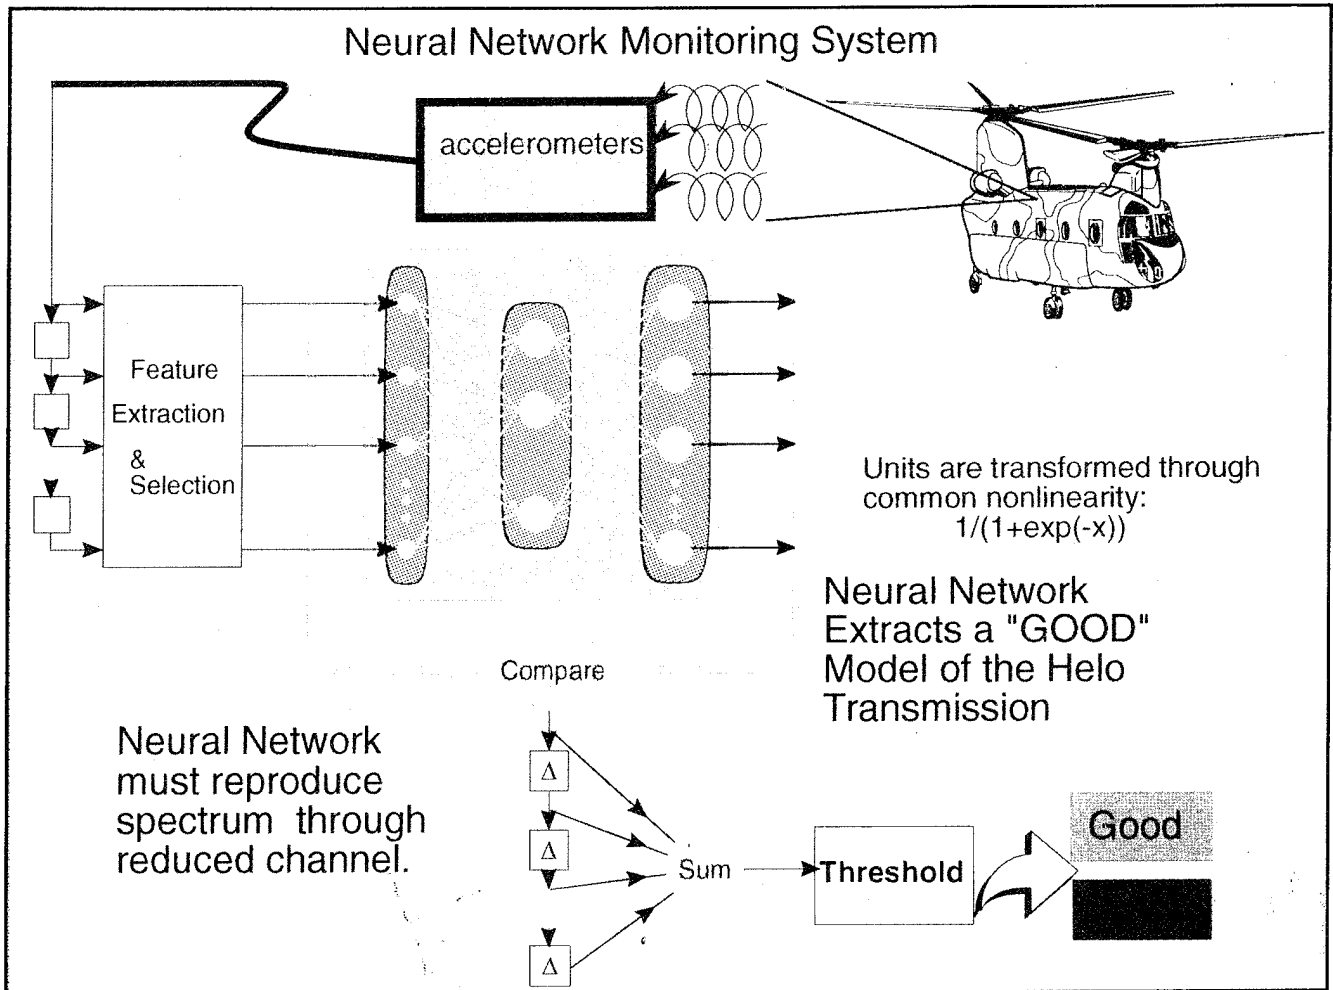 Neural Network Monitoring System
accelerometers
Feature
Extraction
&
Selection
Units are transformed through
common nonlinearity:
1/(1+exp(-x))
Neural Network
Extracts a "GOOD"
Model of the Helo
Transmission
Compare
Neural Network
must reproduce
spectrum through
reduced channel.
Δ
Δ
Δ
Sum
Threshold
Good